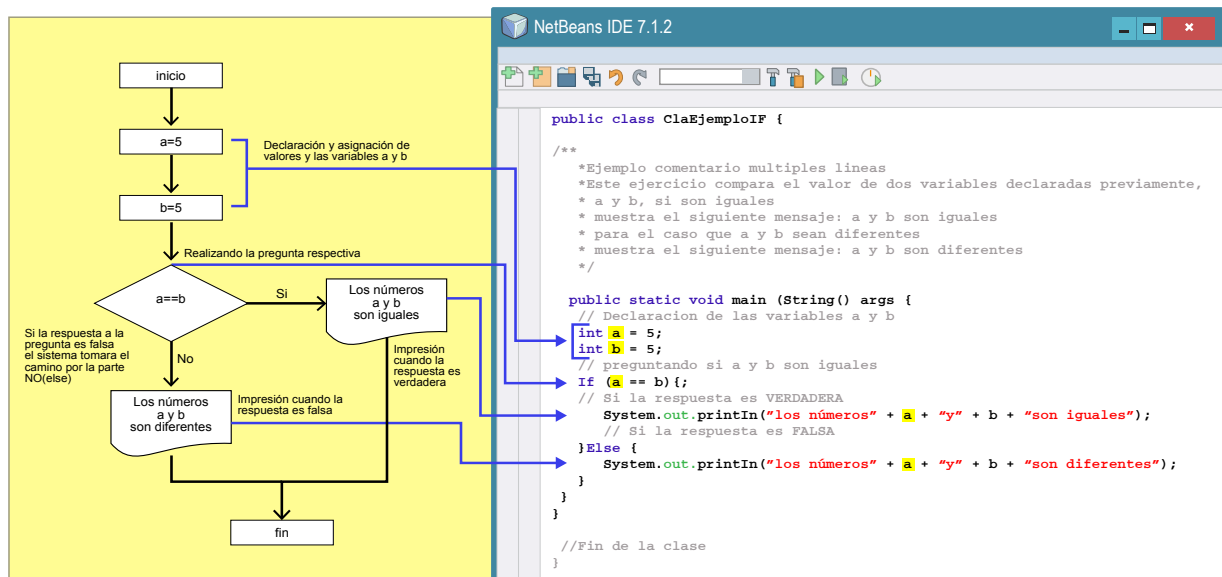 inicio
a=5
Declaración y asignación de
valores y las variables a y b
b=5
Realizando la pregunta respectiva
a==b
Si
Los números
a y b
son iguales
Si la respuesta a la
pregunta es falsa
el sistema tomara el
camino por la parte
NO(else)
No
Impresión
cuando la
respuesta es
verdadera
Los números
a y b
son diferentes
Impresión cuando la
respuesta es falsa
fin
NetBeans IDE 7.1.2
public class ClaEjemploIF {
/**
*Ejemplo comentario multiples lineas
*Este ejercicio compara el valor de dos variables declaradas previamente,
* a y b, si son iguales
* muestra el siguiente mensaje: a y b son iguales
* para el caso que a y b sean diferentes
* muestra el siguiente mensaje: a y b son diferentes
*/
public static void main (String() args {
// Declaracion de las variables a y b
int a = 5;
int b = 5;
// preguntando si a y b son iguales
If (a == b){;
// Si la respuesta es VERDADERA
System.out.printIn("los números" + a + “y” + b + “son iguales”);
// Si la respuesta es FALSA
}Else {
System.out.printIn("los números" + a + “y” + b + “son diferentes”);
}
}
}
//Fin de la clase
}